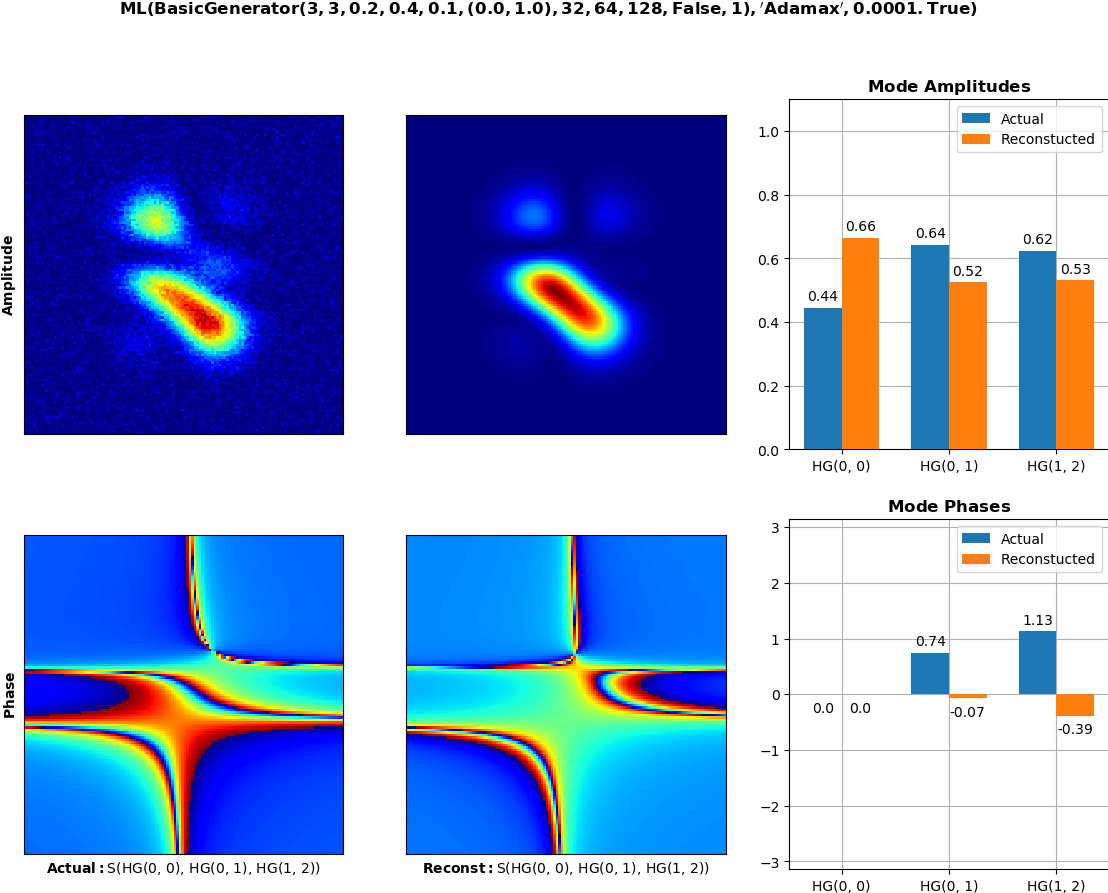 ML(BasicGenerator(3, 3, 0.2, 0.4, 0.1, (0.0, 1.0), 32, 64, 128, False, 1), ′Adamax′, 0.0001. True)
Amplitude
Mode Amplitudes
Actual
Reconstucted
1.0
0.8
0.6
0.4
0.2
0.0
0.44
0.66
0.64
0.52
0.62
0.53
HG(0, 0)
HG(0, 1)
HG(1, 2)
Phase
Actual: S(HG(0, 0), HG(0, 1), HG(1, 2))
Reconst: S(HG(0, 0), HG(0, 1), HG(1, 2))
Mode Phases
Actual
Reconstucted
3
2
1
0
−1
−2
−3
0.0
0.0
0.74
-0.07
1.13
-0.39
HG(0, 0)
HG(0, 1)
HG(1, 2)